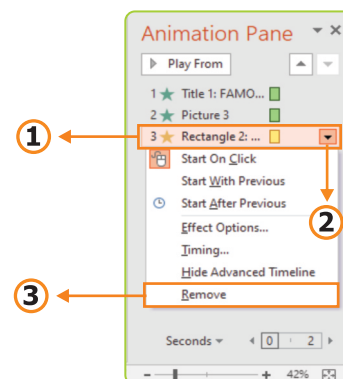 Animation Pane
Play From
1 Title 1: FAMO...
2 Picture 3
1 3 Rectangle 2: ...
Start On Click
Start With Previous
Start After Previous
2
Effect Options...
Timing...
Hide Advanced Timeline
3 Remove
Seconds 0 2
- + 42%